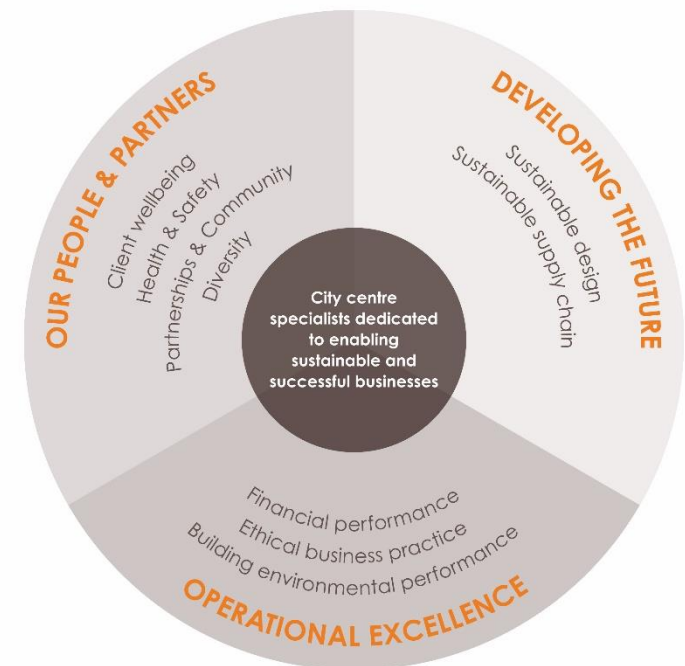 OUR PEOPLE & PARTNERS
Client wellbeing
Health & Safety
Partnerships & Community
Diversity
DEVELOPING THE FUTURE
Sustainable design
Sustainable supply chain
City centre
specialists dedicated
to enabling
sustainable and
successful businesses
Financial performance
Ethical business practice
Building environmental performance
OPERATIONAL EXCELLENCE